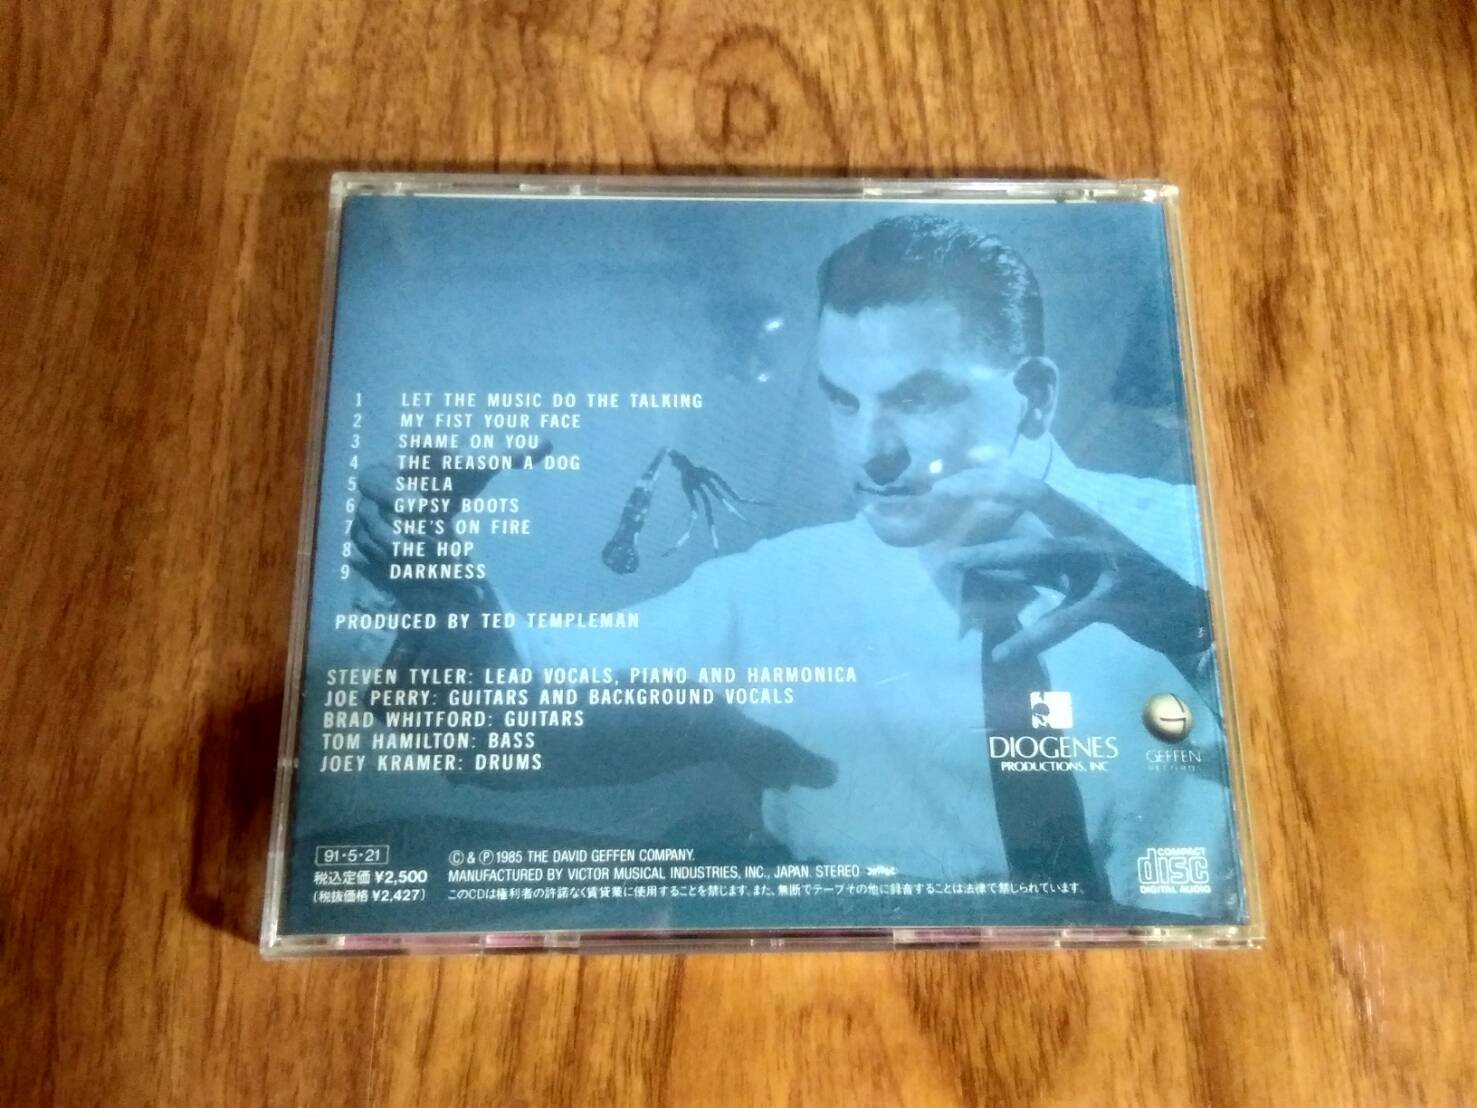 1 LET THE MUSIC DO THE TALKING
2 MY FIST YOUR FACE
3 SHAME ON YOU
4 THE REASON A DOG
5 SHELA
6 GYPSY BOOTS
7 SHE'S ON FIRE
8 THE HOP
9 DARKNESS
PRODUCED BY TED TEMPLEMAN
STEVEN TYLER: LEAD VOCALS, PIANO AND HARMONICA
JOE PERRY: GUITARS AND BACKGROUND VOCALS
BRAD WHITFORD: GUITARS
TOM HAMILTON: BASS
JOEY KRAMER: DRUMS
DIOGENES
PRODUCTIONS, INC.
GEFFEN
91·5·21
税込定価 ¥2,500
(税抜価格 ¥2,427)
Ⓒ & Ⓟ 1985 THE DAVID GEFFEN COMPANY.
MANUFACTURED BY VICTOR MUSICAL INDUSTRIES, INC., JAPAN. STEREO
このCDは権利者の許諾なく賃貸業に使用することを禁じます。また、無断でテープその他に録音することは法律で禁じられています。
COMPACT
disc
DIGITAL AUDIO